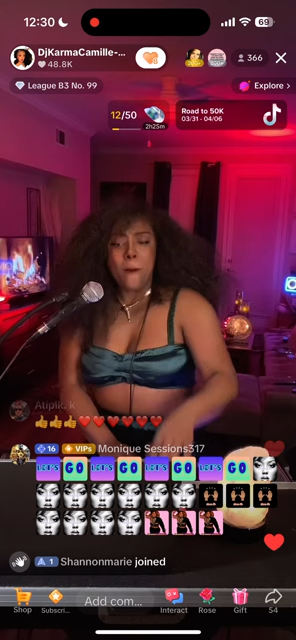 12:30
69
DjKarmaCamille-...
48.8K
366
League B3 No. 99
Explore >
12/50
2h25m
Road to 50K
03/31 - 04/06
Atipik. k
16 VIPs Monique Sessions317
LET'S GO LET'S GO LET'S GO LET'S GO
1 Shannonmarie joined
Shop
Subscri...
Add com...
Interact
Rose
Gift
54